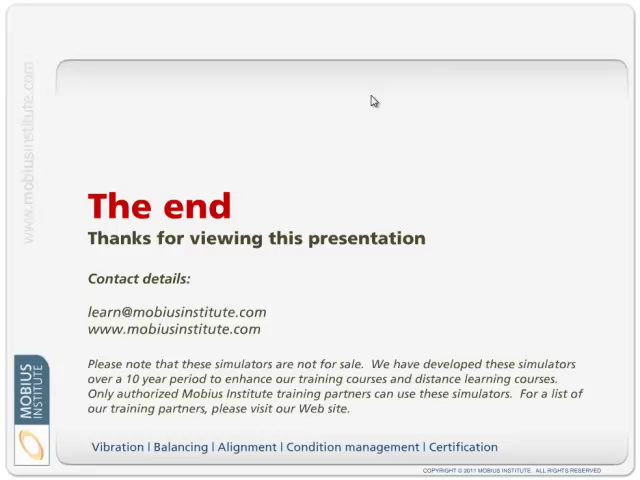 www.mobiusinstitute.com
The end
Thanks for viewing this presentation
Contact details:
learn@mobiusinstitute.com
www.mobiusinstitute.com
Please note that these simulators are not for sale.  We have developed these simulators
over a 10 year period to enhance our training courses and distance learning courses.
Only authorized Mobius Institute training partners can use these simulators.  For a list of
our training partners, please visit our Web site.
MOBIUS
INSTITUTE
Vibration | Balancing | Alignment | Condition management | Certification
COPYRIGHT © 2011 MOBIUS INSTITUTE.  ALL RIGHTS RESERVED